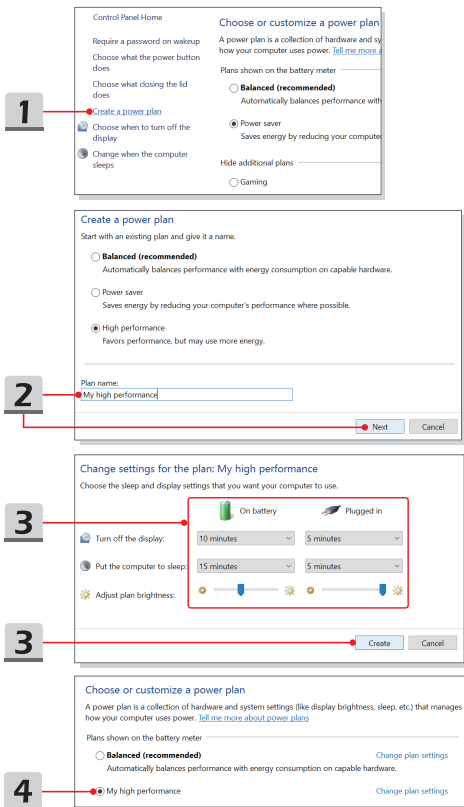 Control Panel Home
Choose or customize a power plan
Require a password on wakeup
A power plan is a collection of hardware and sy
how your computer uses power. Tell me more a
Choose what the power button
does
Plans shown on the battery meter
Choose what closing the lid
does
Balanced (recommended)
Automatically balances performance with
1
Create a power plan
Choose when to turn off the
display
Power saver
Saves energy by reducing your computer
Change when the computer
sleeps
Hide additional plans
Gaming
Create a power plan
Start with an existing plan and give it a name.
Balanced (recommended)
Automatically balances performance with energy consumption on capable hardware.
Power saver
Saves energy by reducing your computer's performance where possible.
High performance
Favors performance, but may use more energy.
Plan name:
2
My high performance
Next Cancel
Change settings for the plan: My high performance
Choose the sleep and display settings that you want your computer to use.
On battery Plugged in
3
Turn off the display: 10 minutes 5 minutes
Put the computer to sleep: 15 minutes 5 minutes
Adjust plan brightness:
3
Create Cancel
Choose or customize a power plan
A power plan is a collection of hardware and system settings (like display brightness, sleep, etc.) that manages
how your computer uses power. Tell me more about power plans
Plans shown on the battery meter
Balanced (recommended) Change plan settings
Automatically balances performance with energy consumption on capable hardware.
4
My high performance Change plan settings